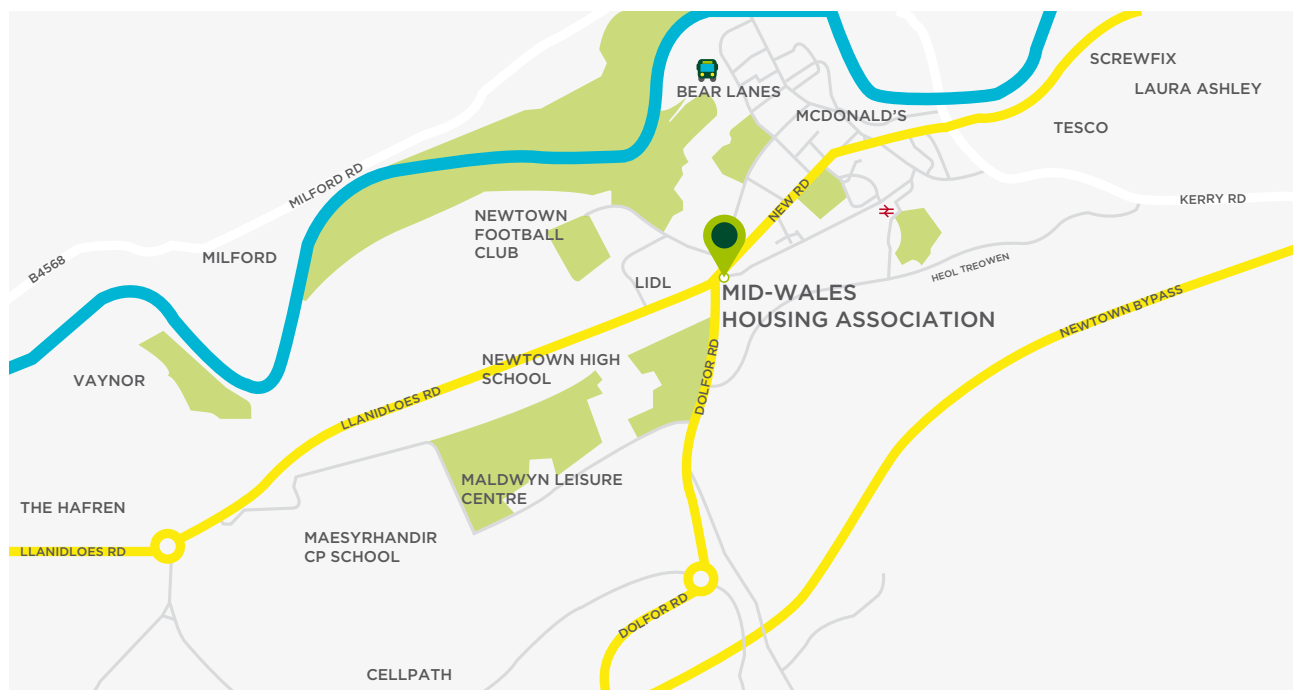 SCREWFIX
LAURA ASHLEY
BEAR LANES
MCDONALD'S
TESCO
MILFORD RD
KERRY RD
NEW RD
NEWTOWN
FOOTBALL
CLUB
MILFORD
B4568
HEOL TREOWEN
LIDL
MID-WALES
HOUSING ASSOCIATION
NEWTOWN BYPASS
NEWTOWN HIGH
SCHOOL
VAYNOR
DOLFOR RD
LLANIDLOES RD
MALDWYN LEISURE
CENTRE
THE HAFREN
MAESYRHANDIR
CP SCHOOL
LLANIDLOES RD
DOLFOR RD
CELLPATH